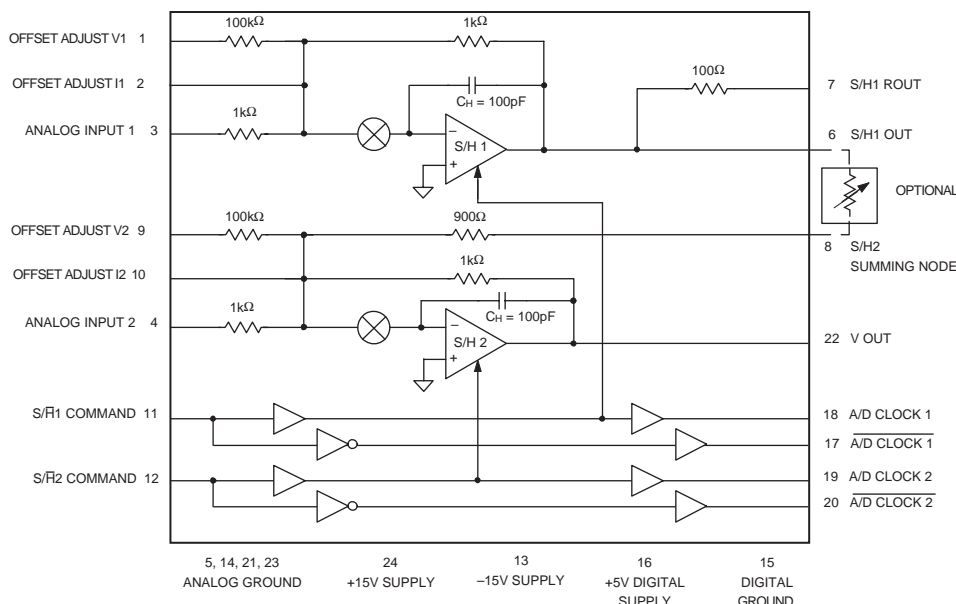 100kΩ
1kΩ
OFFSET ADJUST V1 1
100Ω
OFFSET ADJUST I1 2
7 S/H1 ROUT
CH = 100pF
1kΩ
ANALOG INPUT 1 3
–
S/H 1
+
6 S/H1 OUT
OPTIONAL
100kΩ
900Ω
OFFSET ADJUST V2 9
8 S/H2
SUMMING NODE
1kΩ
OFFSET ADJUST I2 10
1kΩ
CH = 100pF
ANALOG INPUT 2 4
–
S/H 2
+
22 V OUT
S/H̅1 COMMAND 11
18 A/D CLOCK 1
17 A/D CLOCK 1
S/H̅2 COMMAND 12
19 A/D CLOCK 2
20 A/D CLOCK 2
5, 14, 21, 23
ANALOG GROUND
24
+15V SUPPLY
13
–15V SUPPLY
16
+5V DIGITAL
SUPPLY
15
DIGITAL
GROUND